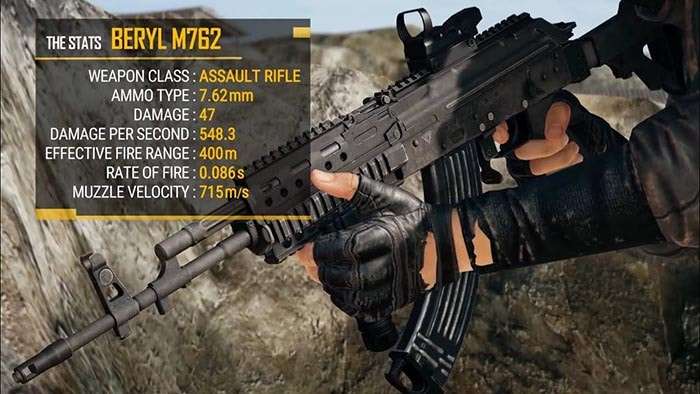 THE STATS BERYL M762
WEAPON CLASS : ASSAULT RIFLE
AMMO TYPE : 7.62mm
DAMAGE : 47
DAMAGE PER SECOND : 548.3
EFFECTIVE FIRE RANGE : 400m
RATE OF FIRE : 0.086s
MUZZLE VELOCITY : 715m/s